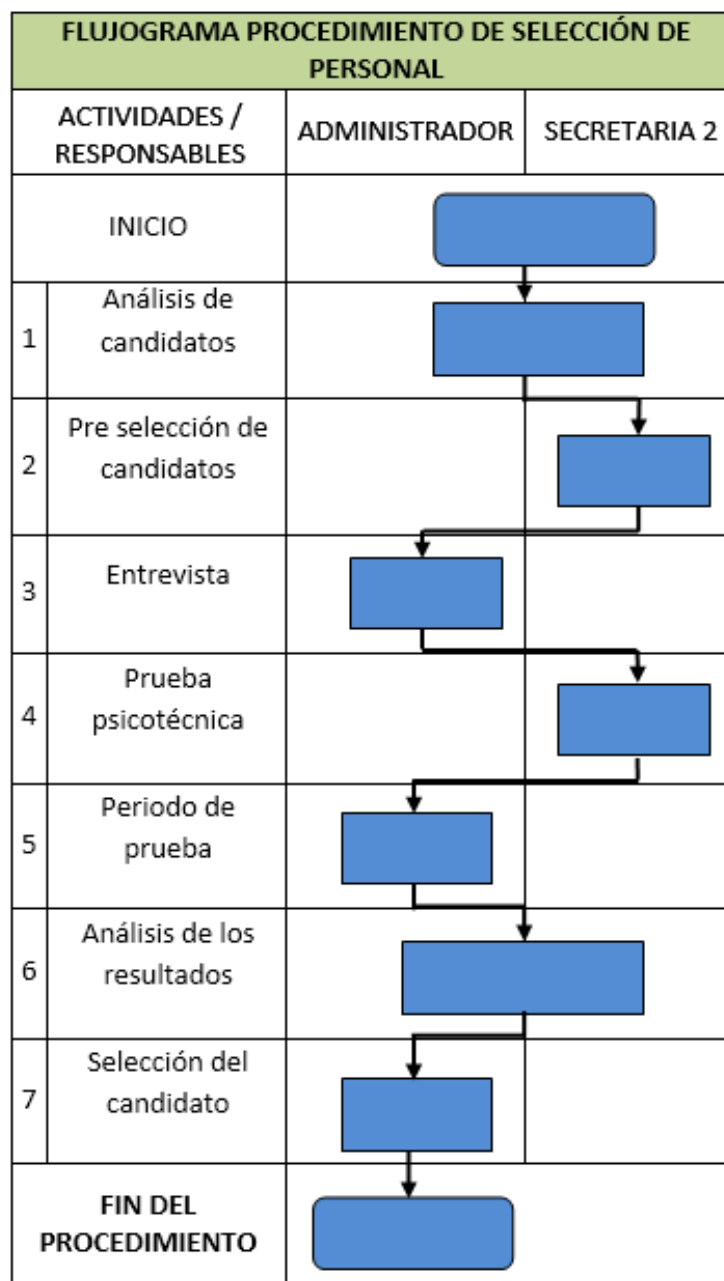 FLUJOGRAMA PROCEDIMIENTO DE SELECCIÓN DE
PERSONAL
ACTIVIDADES /
RESPONSABLES
ADMINISTRADOR
SECRETARIA 2
INICIO
1
Análisis de
candidatos
2
Pre selección de
candidatos
3
Entrevista
4
Prueba
psicotécnica
5
Periodo de
prueba
6
Análisis de los
resultados
7
Selección del
candidato
FIN DEL
PROCEDIMIENTO